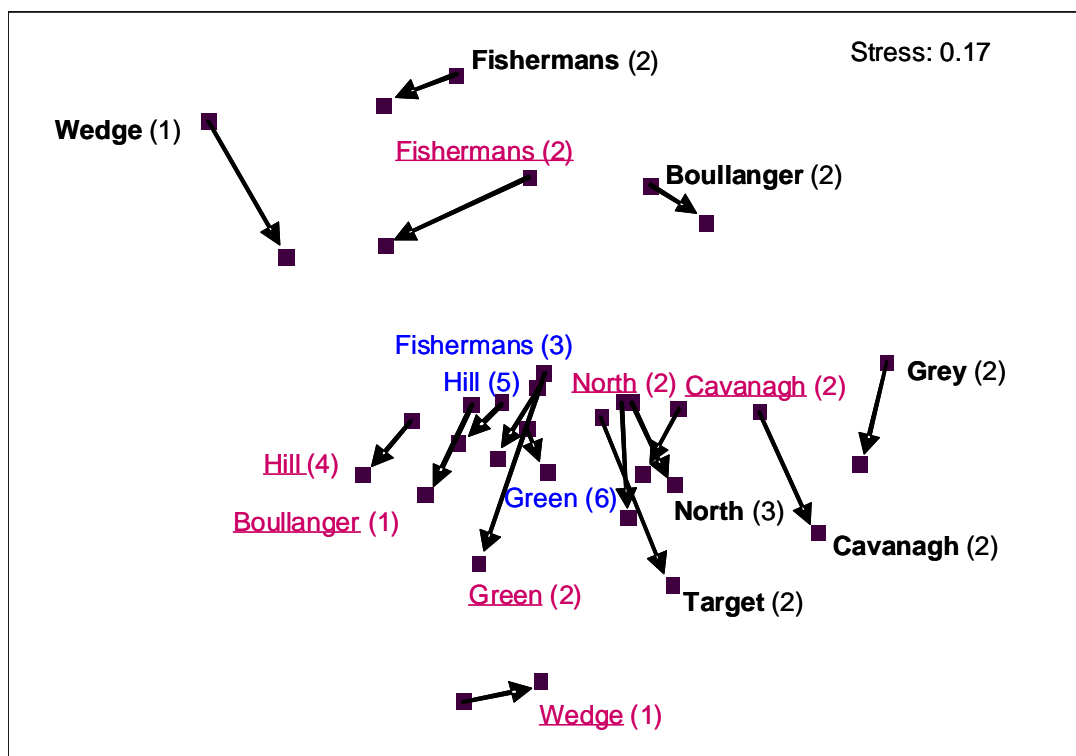 Stress: 0.17
Fishermans (2)
Wedge (1)
Fishermans (2)
Boullanger (2)
Fishermans (3)
Hill (5)
North (2)
Cavanagh (2)
Grey (2)
Hill (4)
Green (6)
North (3)
Boullanger (1)
Cavanagh (2)
Green (2)
Target (2)
Wedge (1)